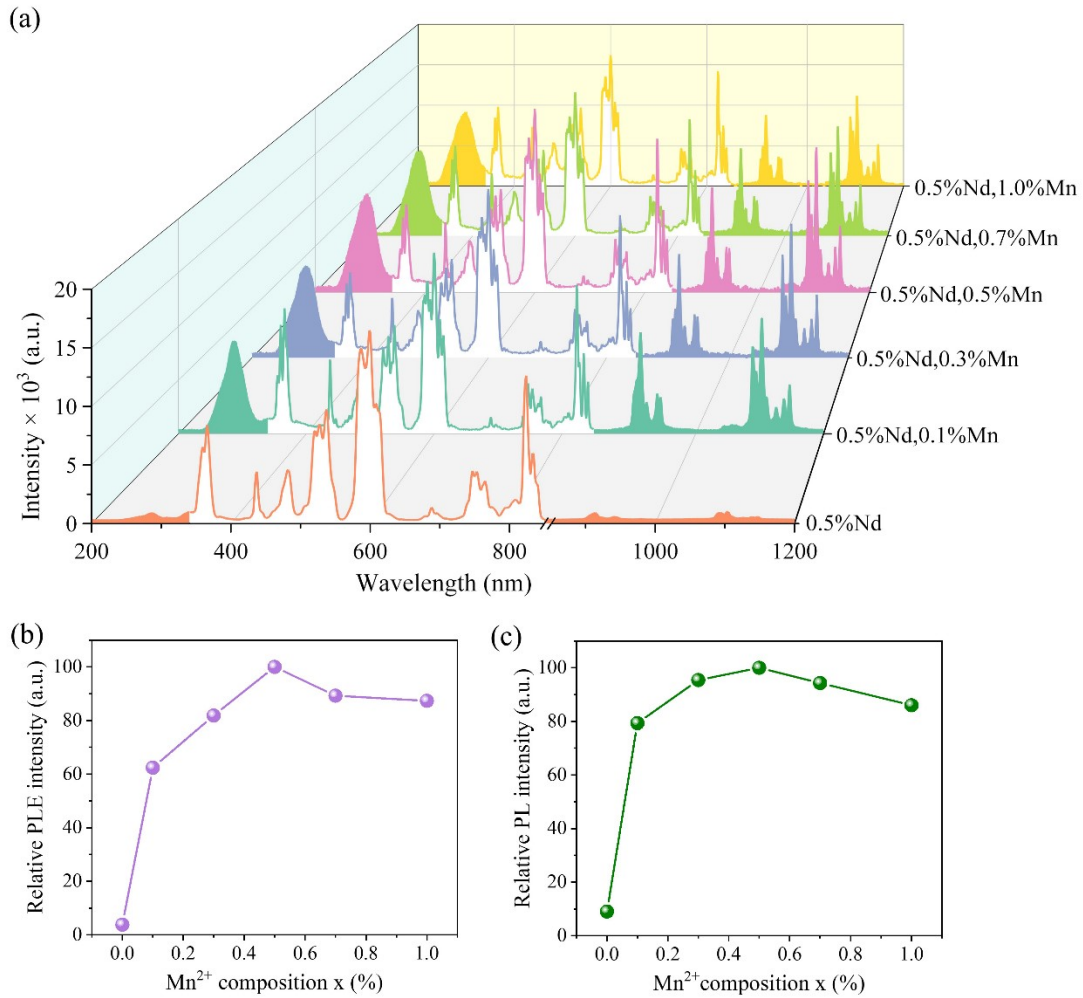 (a)
0.5%Nd,1.0%Mn
0.5%Nd,0.7%Mn
0.5%Nd,0.5%Mn
0.5%Nd,0.3%Mn
0.5%Nd,0.1%Mn
0.5%Nd
20
15
10
5
0
Intensity × 10³ (a.u.)
200 400 600 800 1000 1200
Wavelength (nm)
(b)
100
80
60
40
20
0
Relative PLE intensity (a.u.)
0.0 0.2 0.4 0.6 0.8 1.0
Mn²⁺ composition x (%)
(c)
100
80
60
40
20
0
Relative PL intensity (a.u.)
0.0 0.2 0.4 0.6 0.8 1.0
Mn²⁺composition x (%)